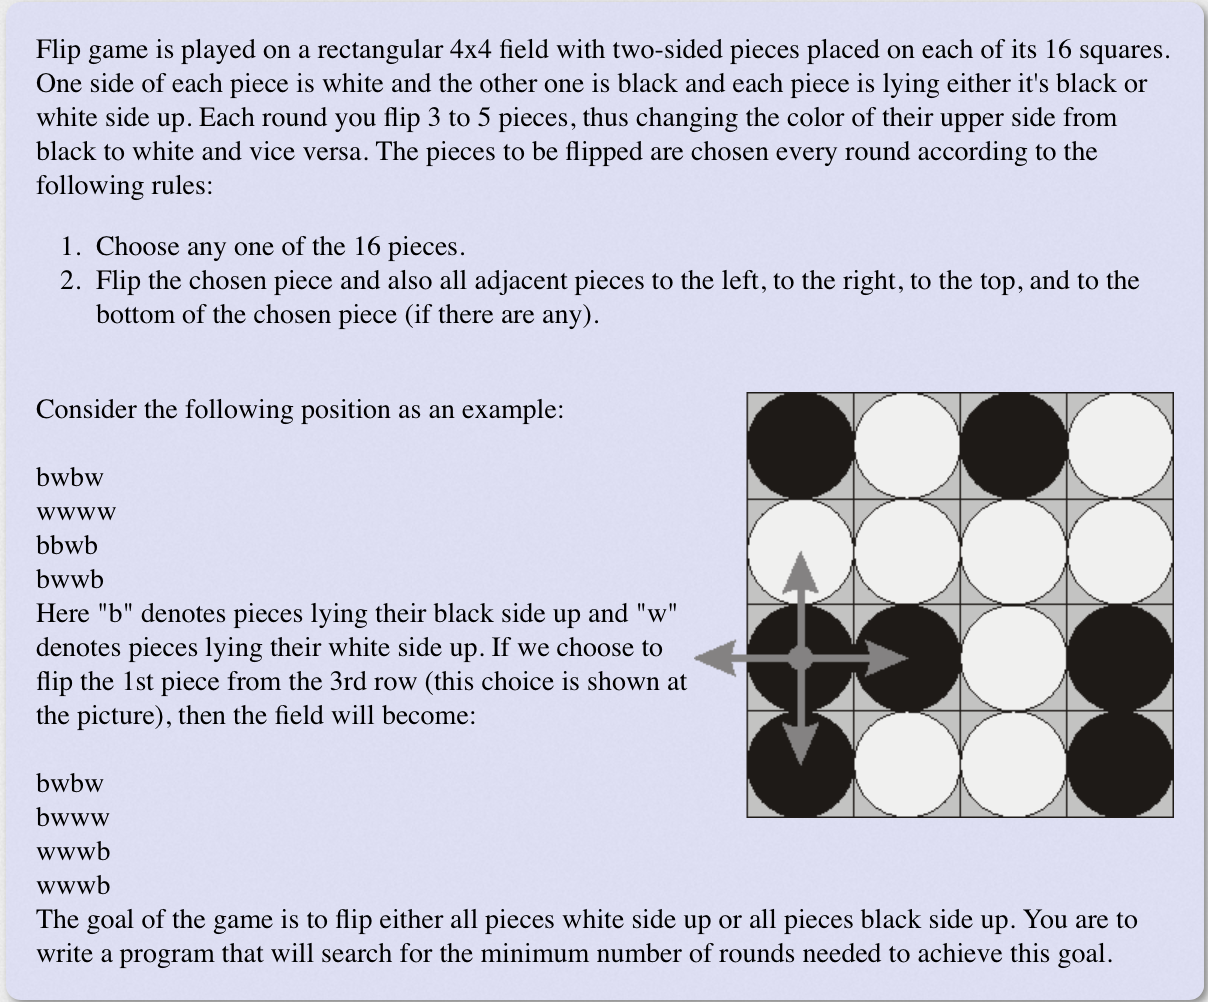 Flip game is played on a rectangular 4x4 field with two-sided pieces placed on each of its 16 squares.
One side of each piece is white and the other one is black and each piece is lying either it's black or
white side up. Each round you flip 3 to 5 pieces, thus changing the color of their upper side from
black to white and vice versa. The pieces to be flipped are chosen every round according to the
following rules:
1. Choose any one of the 16 pieces.
2. Flip the chosen piece and also all adjacent pieces to the left, to the right, to the top, and to the
bottom of the chosen piece (if there are any).
Consider the following position as an example:
bwbw
wwww
bbwb
bwwb
Here "b" denotes pieces lying their black side up and "w"
denotes pieces lying their white side up. If we choose to
flip the 1st piece from the 3rd row (this choice is shown at
the picture), then the field will become:
bwbw
bwww
wwwb
wwwb
The goal of the game is to flip either all pieces white side up or all pieces black side up. You are to
write a program that will search for the minimum number of rounds needed to achieve this goal.